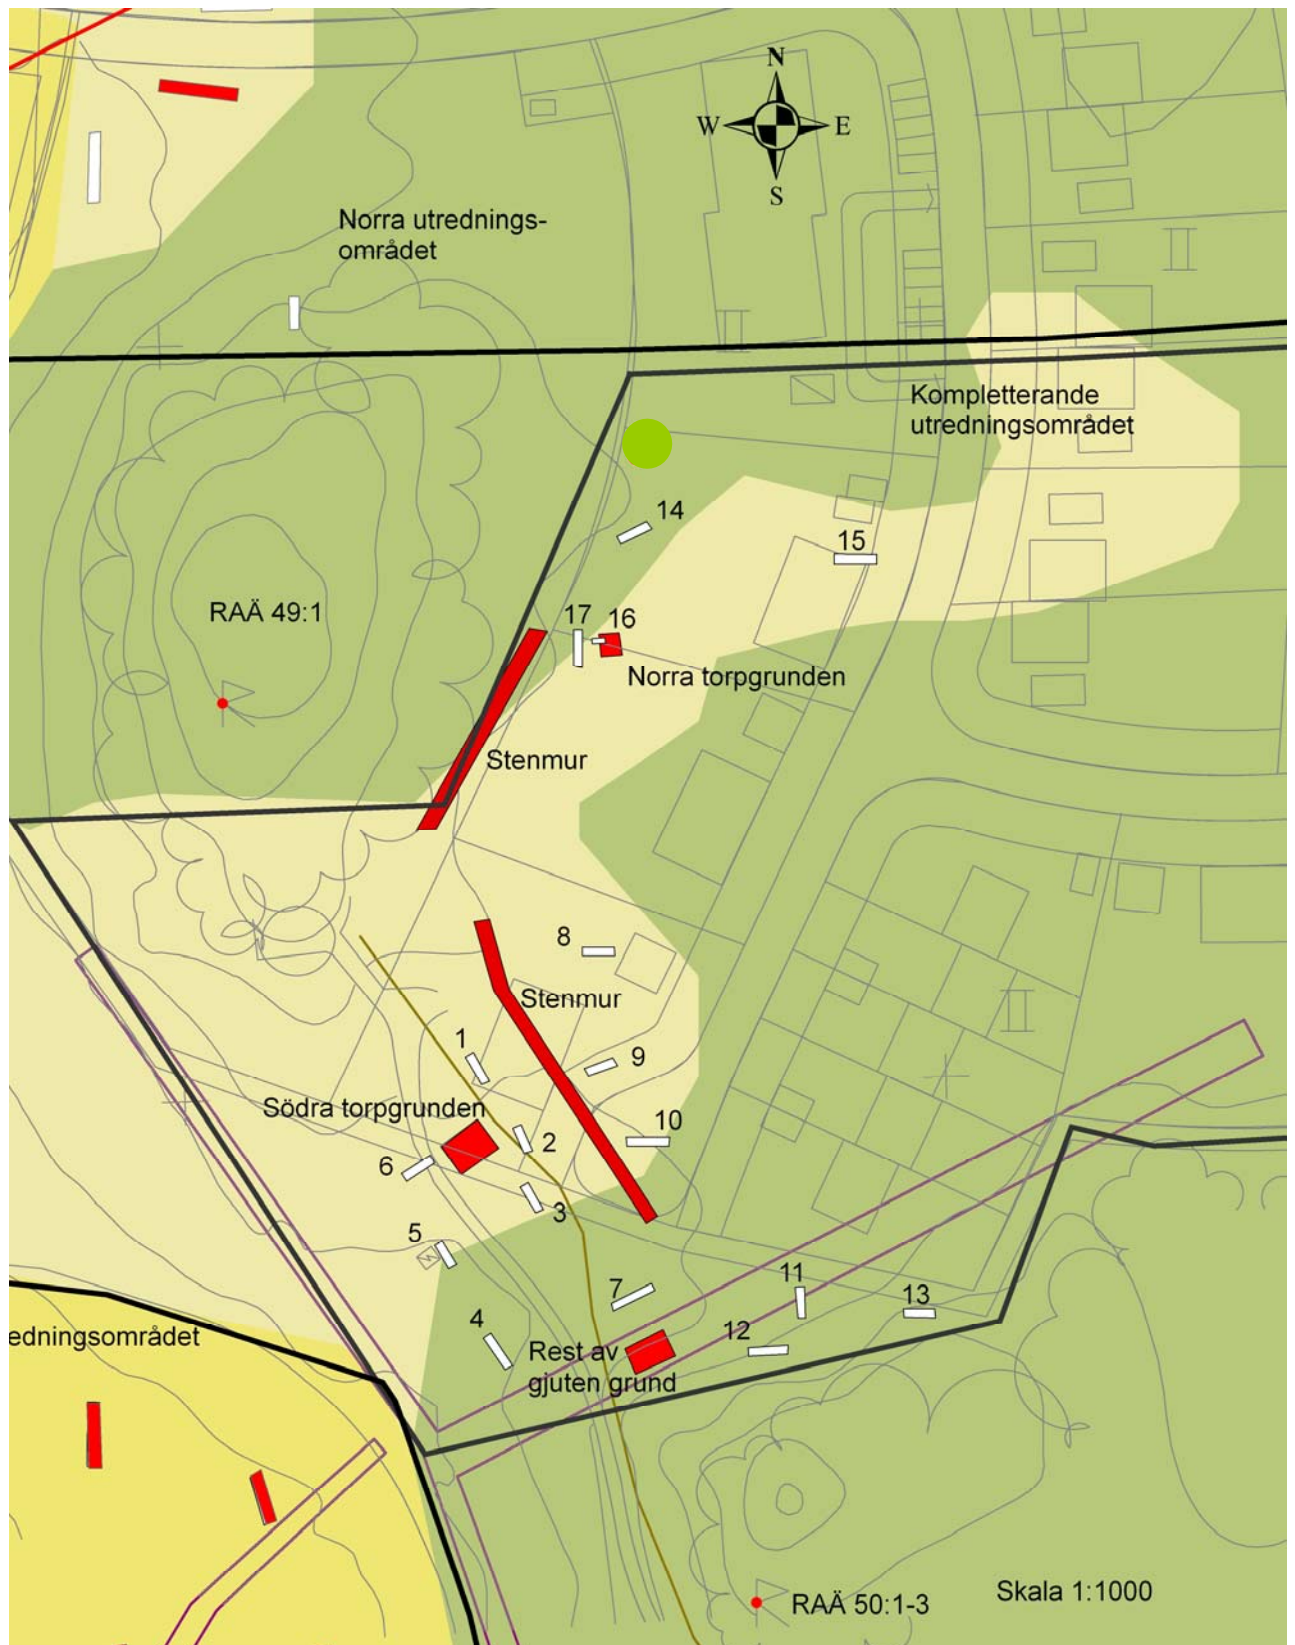 N
W E
S
Norra utrednings-
området
Kompletterande
utredningsområdet
14
15
RAÄ 49:1
17 16
Norra torpgrunden
Stenmur
8
Stenmur
1
9
Södra torpgrunden
10
2
6
3
5
7
11
13
4
12
edningsområdet
Rest av
gjuten grund
Skala 1:1000
RAÄ 50:1-3